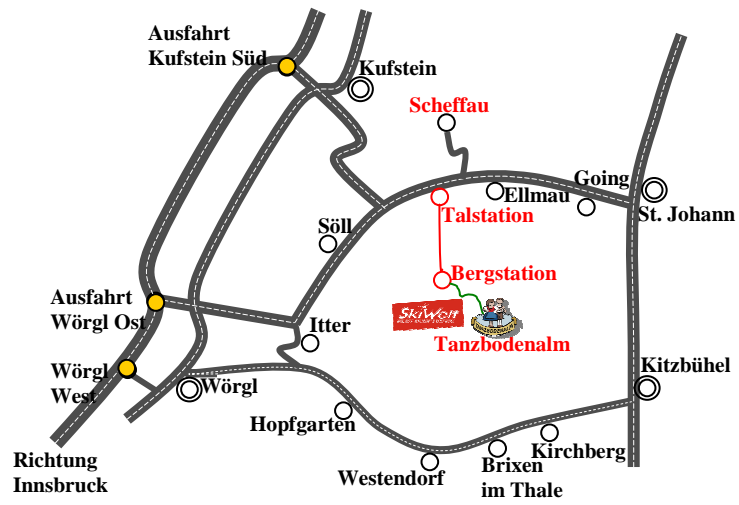 Ausfahrt
Kufstein Süd
Kufstein
Scheffau
Going
Ellmau
St. Johann
Talstation
Söll
Bergstation
Ausfahrt
Wörgl Ost
SkiWelt
Itter
Tanzbodenalm
Kitzbühel
Wörgl
West
Wörgl
Hopfgarten
Kirchberg
Brixen
im Thale
Westendorf
Richtung
Innsbruck